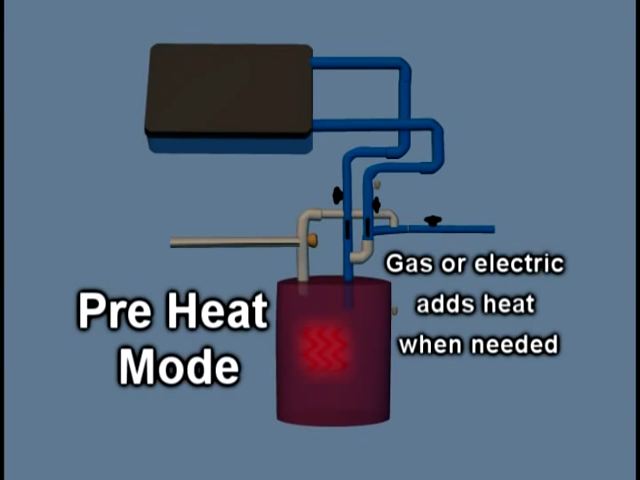 Pre Heat
Mode
Gas or electric
adds heat
when needed